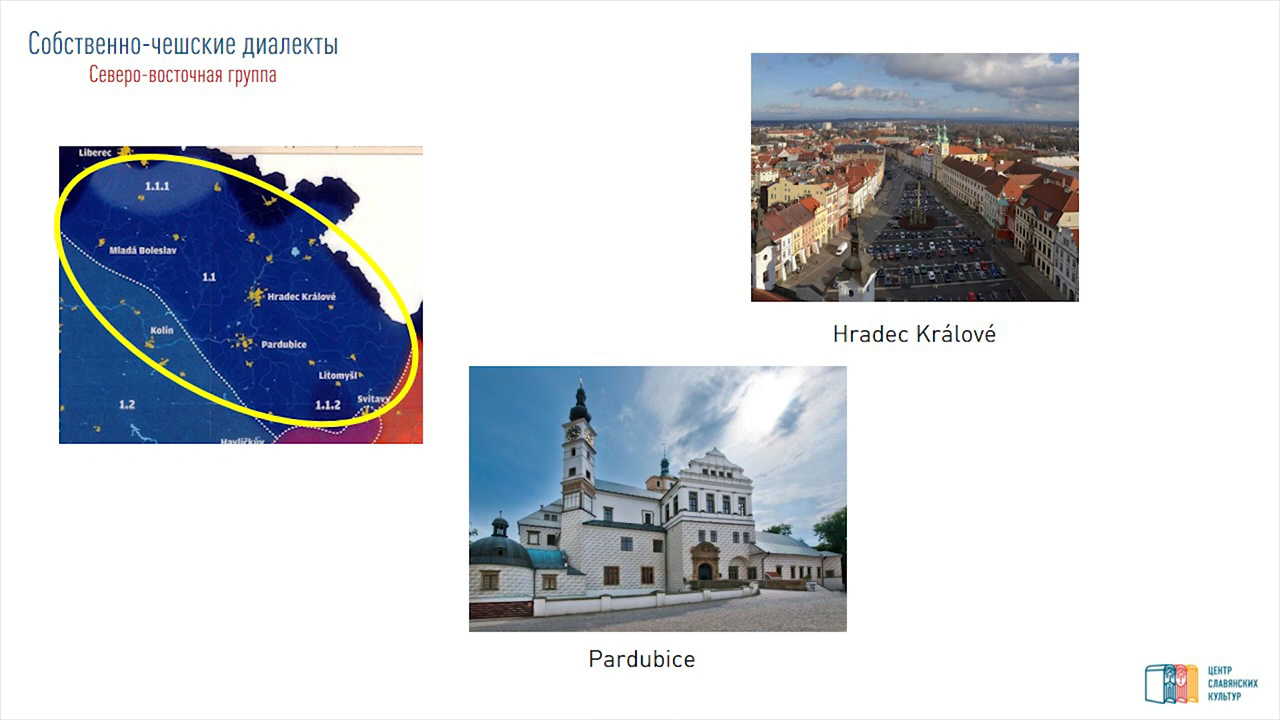 Собственно-чешские диалекты
Северо-восточная группа
Liberec
1.1.1
Mladá Boleslav
1.1
Hradec Králové
Kolín
Pardubice
Litomyšl
1.2
1.1.2
Svitavy
Havlíčkův
Hradec Králové
Pardubice
ЦЕНТР
СЛАВЯНСКИХ
КУЛЬТУР